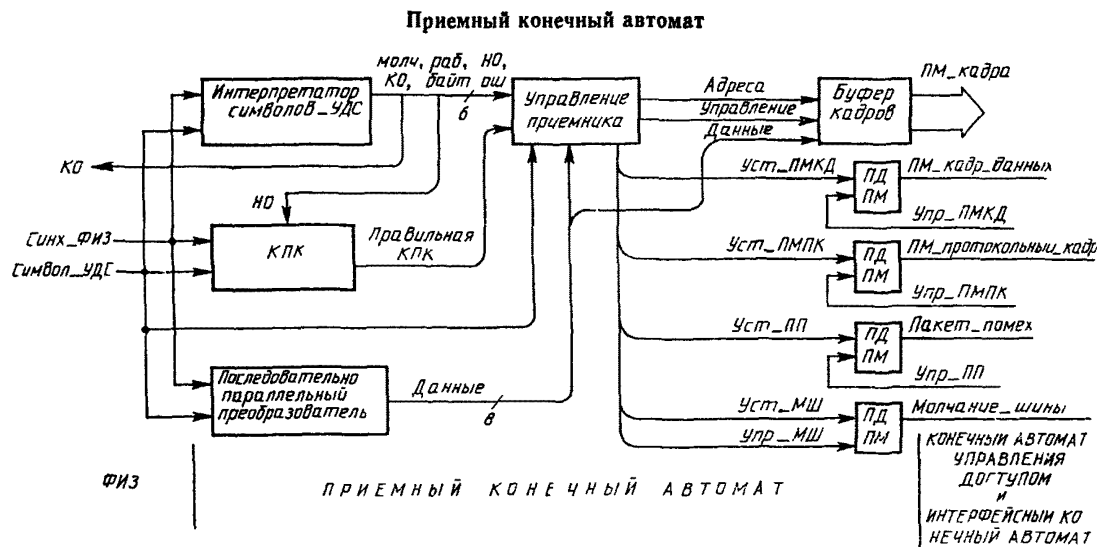 Приемный конечный автомат
молч, раб, НО,
КО, байт ош
6
Интерпретатор
символов_УДС
Управление
приемника
Адреса
Управление
Данные
Буфер
кадров
ПМ_кадра
КО
НО
Уст_ПМКД
ПД
ПМ
ПМ_кадр_данных
Упр_ПМКД
Синх_ФИЗ
Символ_УДС
КПК
Правильная
КПК
Уст_ПМПК
ПД
ПМ
ПМ_протокольный_кадр
Упр_ПМПК
Уст_ПП
ПД
ПМ
Пакет_помех
Упр_ПП
Последовательно
параллельный
преобразователь
Данные
8
Уст_МШ
Упр_МШ
ПД
ПМ
Молчание_шины
ФИЗ
ПРИЕМНЫЙ КОНЕЧНЫЙ АВТОМАТ
КОНЕЧНЫЙ АВТОМАТ
УПРАВЛЕНИЯ
ДОСТУПОМ
И
ИНТЕРФЕЙСНЫЙ КО
НЕЧНЫЙ АВТОМАТ